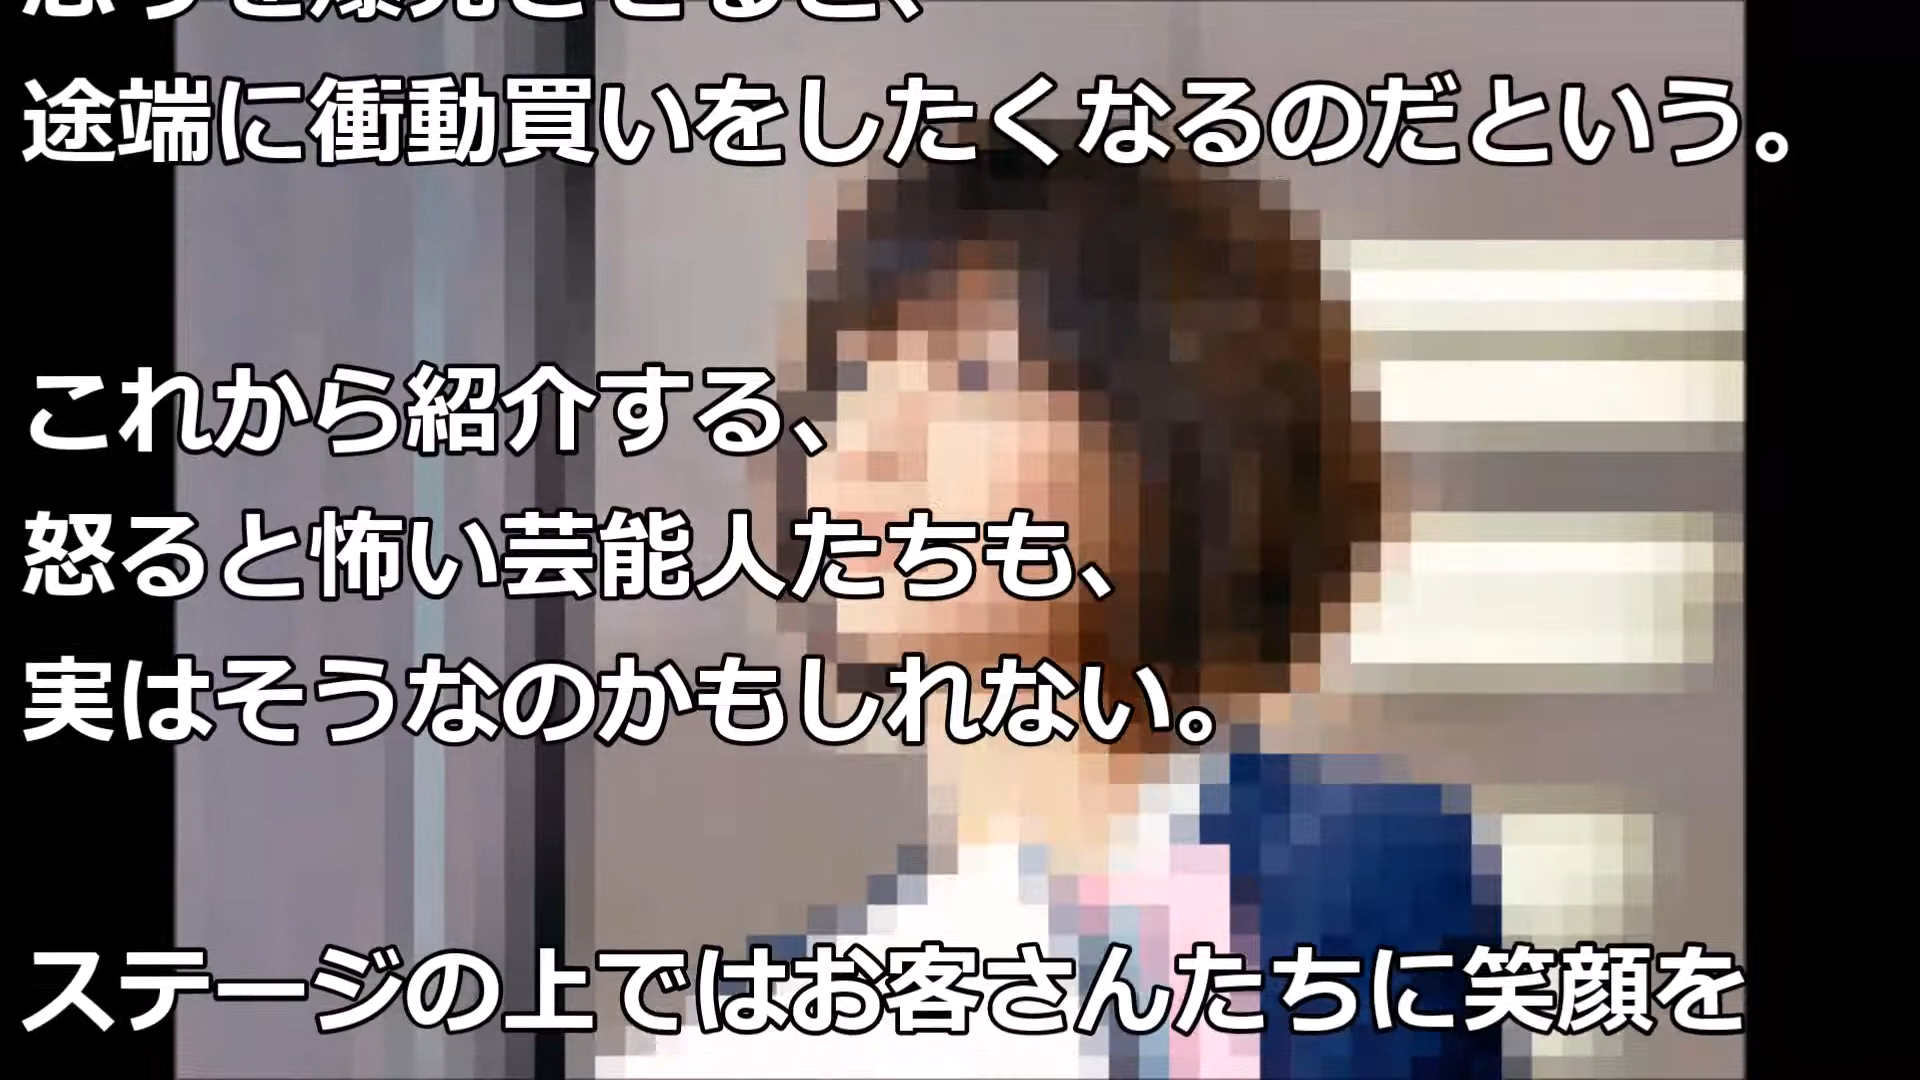 途端に衝動買いをしたくなるのだという。
これから紹介する、
怒ると怖い芸能人たちも、
実はそうなのかもしれない。
ステージの上ではお客さんたちに笑顔を